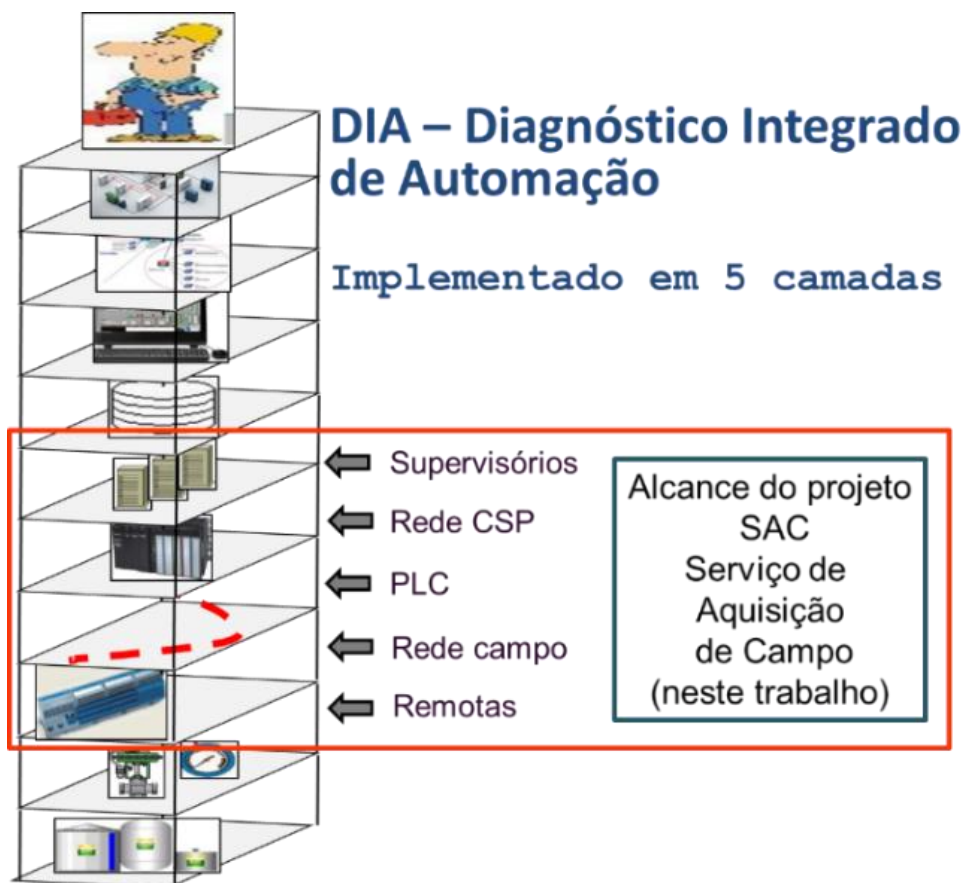 DIA – Diagnóstico Integrado
de Automação
Implementado em 5 camadas
Supervisórios
Rede CSP
PLC
Rede campo
Remotas
Alcance do projeto
SAC
Serviço de
Aquisição
de Campo
(neste trabalho)